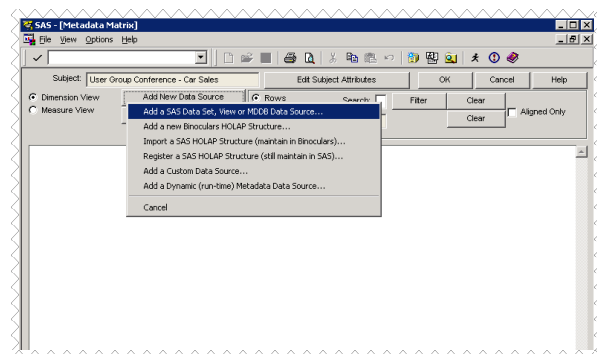 SAS - [Metadata Matrix]
File View Options Help
Subject: User Group Conference - Car Sales Edit Subject Attributes OK Cancel Help
Dimension View Add New Data Source Rows Search: Filter Clear
Measure View Clear Aligned Only
Add a SAS Data Set, View or MDDB Data Source...
Add a new Binoculars HOLAP Structure...
Import a SAS HOLAP Structure (maintain in Binoculars)...
Register a SAS HOLAP Structure (still maintain in SAS)...
Add a Custom Data Source...
Add a Dynamic (run-time) Metadata Data Source...
Cancel